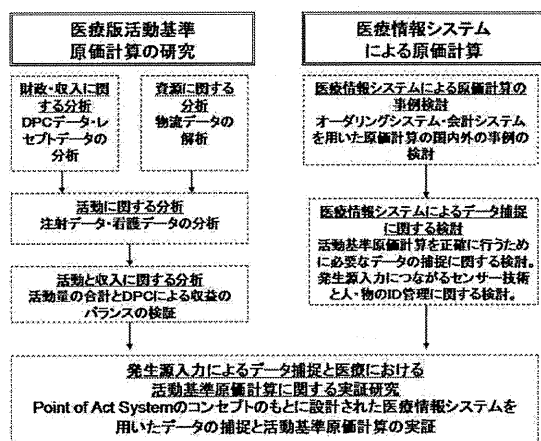 医療版活動基準
原価計算の研究
医療情報システム
による原価計算
財政・収入に関
する分析
DPCデータ・レ
セプトデータの
分析
資源に関する
分析
物流データの
解析
医療情報システムによる原価計算の
事例検討
オーダリングシステム・会計システム
を用いた原価計算の国内外の事例の
検討
活動に関する分析
注射データ・看護データの分析
医療情報システムによるデータ捕捉
に関する検討
活動基準原価計算を正確に行うため
に必要なデータの捕捉に関する検討。
発生源入力につながるセンサー技術
と人・物のID管理に関する検討。
活動と収入に関する分析
活動量の合計とDPCによる収益の
バランスの検証
発生源入力によるデータ捕捉と医療における
活動基準原価計算に関する実証研究
Point of Act Systemのコンセプトのもとに設計された医療情報システムを
用いたデータの捕捉と活動基準原価計算の実証